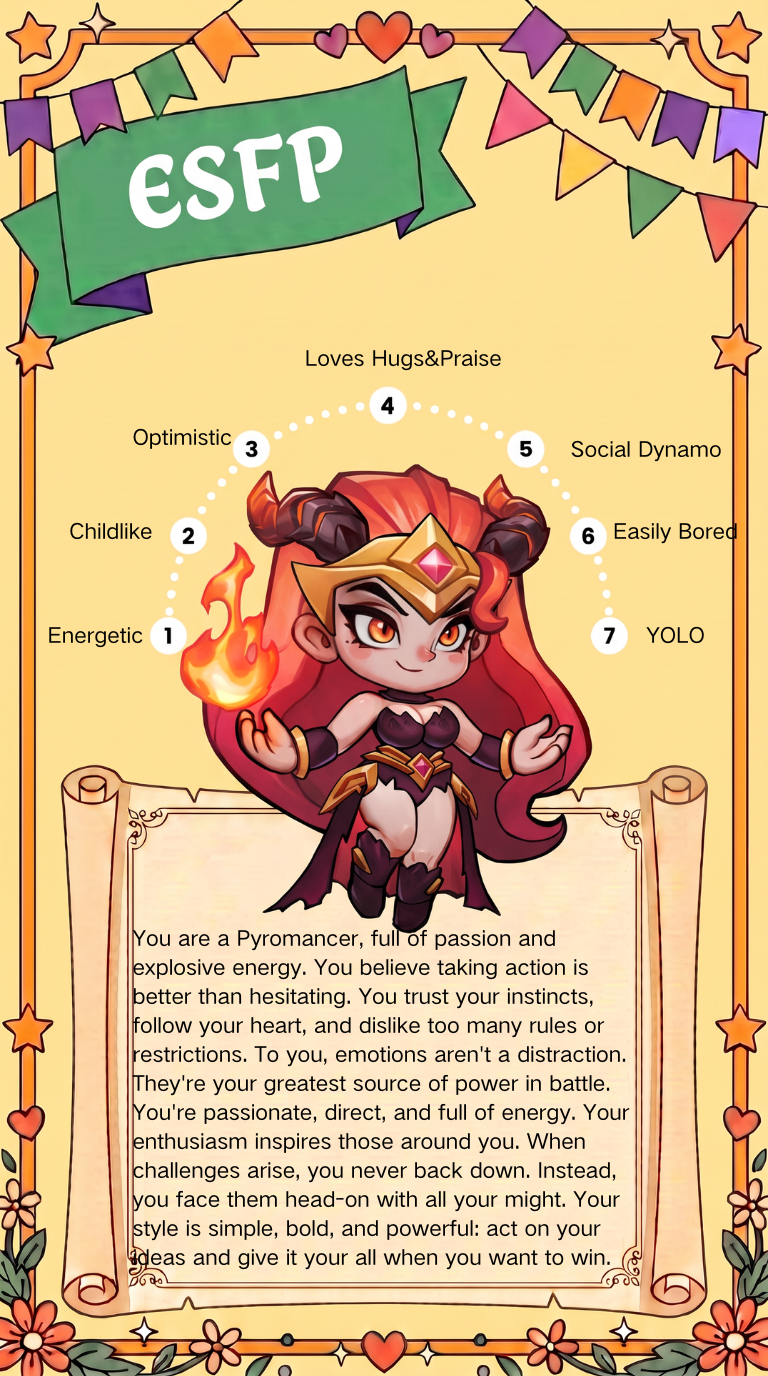 ESFP
Loves Hugs&Praise
4
Optimistic 3
5 Social Dynamo
Childlike 2
6 Easily Bored
Energetic 1
7 YOLO
You are a Pyromancer, full of passion and
explosive energy. You believe taking action is
better than hesitating. You trust your instincts,
follow your heart, and dislike too many rules or
restrictions. To you, emotions aren't a distraction.
They're your greatest source of power in battle.
You're passionate, direct, and full of energy. Your
enthusiasm inspires those around you. When
challenges arise, you never back down. Instead,
you face them head-on with all your might. Your
style is simple, bold, and powerful: act on your
ideas and give it your all when you want to win.